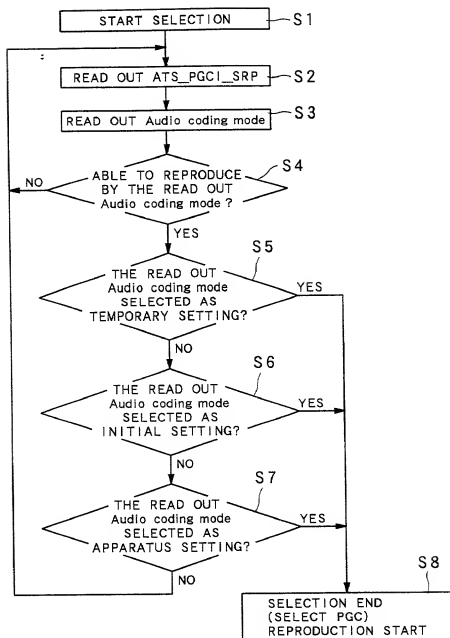 START SELECTION
S1
READ OUT ATS_PGCI_SRP
S2
READ OUT Audio coding mode
S3
ABLE TO REPRODUCE
BY THE READ OUT
Audio coding mode ?
S4
NO
YES
THE READ OUT
Audio coding mode
SELECTED AS
TEMPORARY SETTING?
S5
YES
NO
THE READ OUT
Audio coding mode
SELECTED AS
INITIAL SETTING?
S6
YES
NO
THE READ OUT
Audio coding mode
SELECTED AS
APPARATUS SETTING?
S7
YES
NO
S8
SELECTION END
(SELECT PGC)
REPRODUCTION START